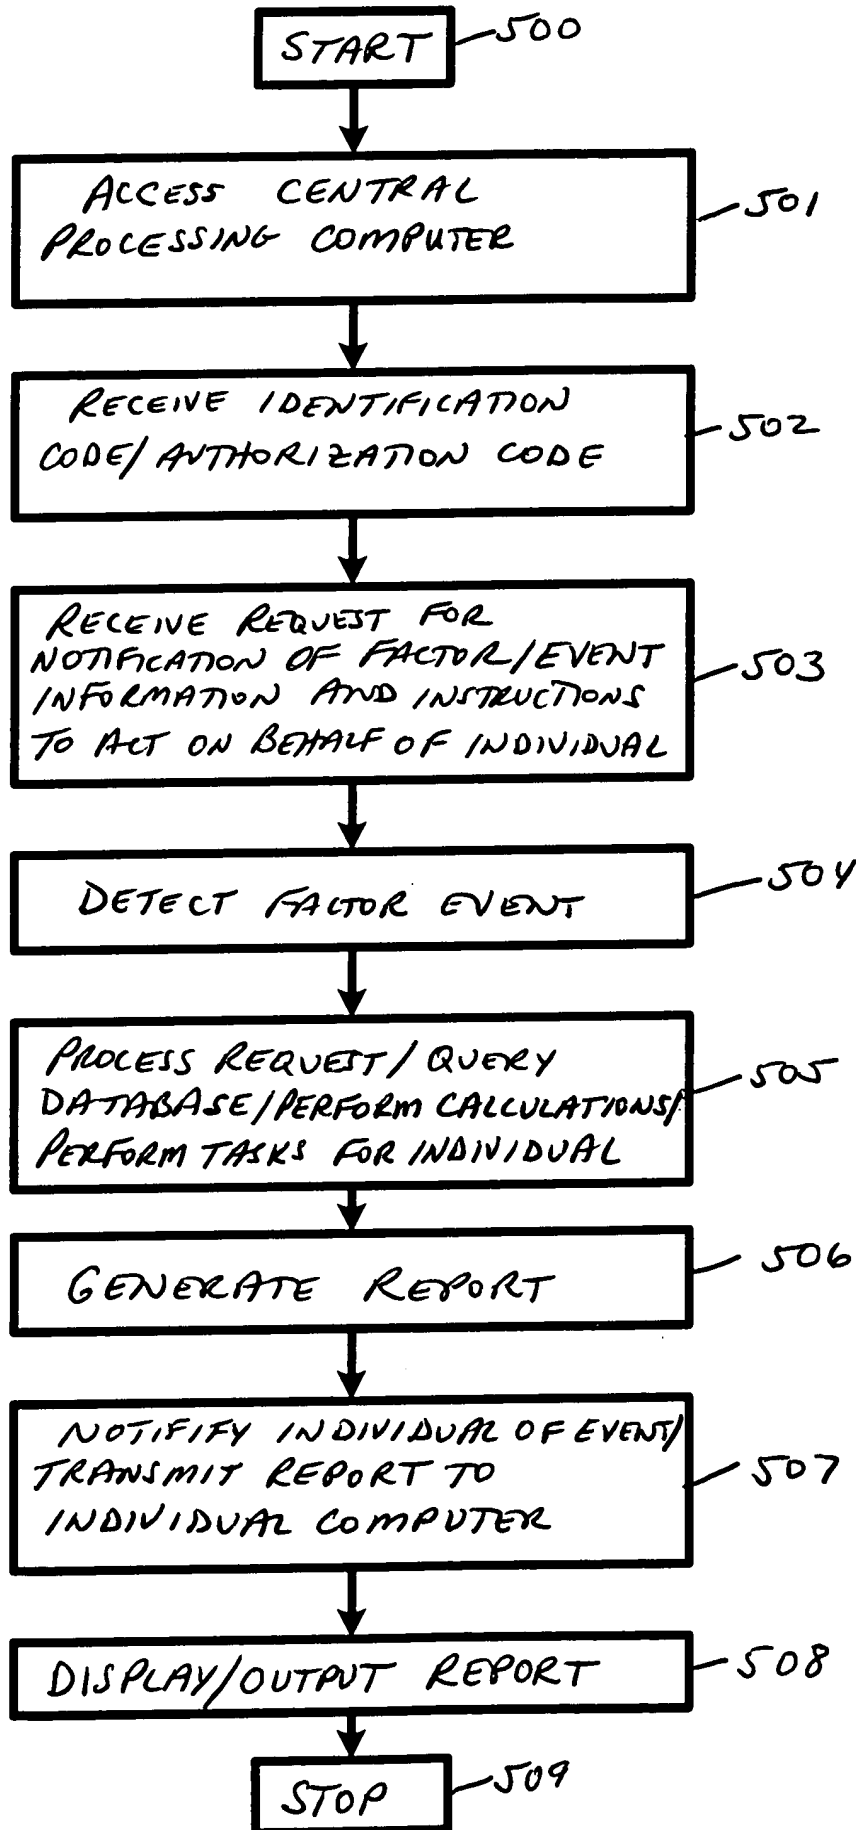 START
500
ACCESS CENTRAL
PROCESSING COMPUTER
501
RECEIVE IDENTIFICATION
CODE/AUTHORIZATION CODE
502
RECEIVE REQUEST FOR
NOTIFICATION OF FACTOR/EVENT
INFORMATION AND INSTRUCTIONS
TO ACT ON BEHALF OF INDIVIDUAL
503
DETECT FACTOR EVENT
504
PROCESS REQUEST/QUERY
DATABASE/PERFORM CALCULATIONS/
PERFORM TASKS FOR INDIVIDUAL
505
GENERATE REPORT
506
NOTIFIFY INDIVIDUAL OF EVENT/
TRANSMIT REPORT TO
INDIVIDUAL COMPUTER
507
DISPLAY/OUTPUT REPORT
508
STOP
509